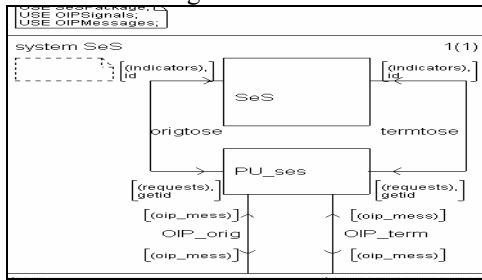 USE SesPackage;
USE OIPSignals;
USE OIPMessages;
system SeS 1(1)
[(indicators), id] [(indicators), id]
SeS
origtose termtose
PU_ses
[(requests), getid] [(requests), getid]
[(oip_mess)] [(oip_mess)]
OIP_orig OIP_term
[(oip_mess)] [(oip_mess)]